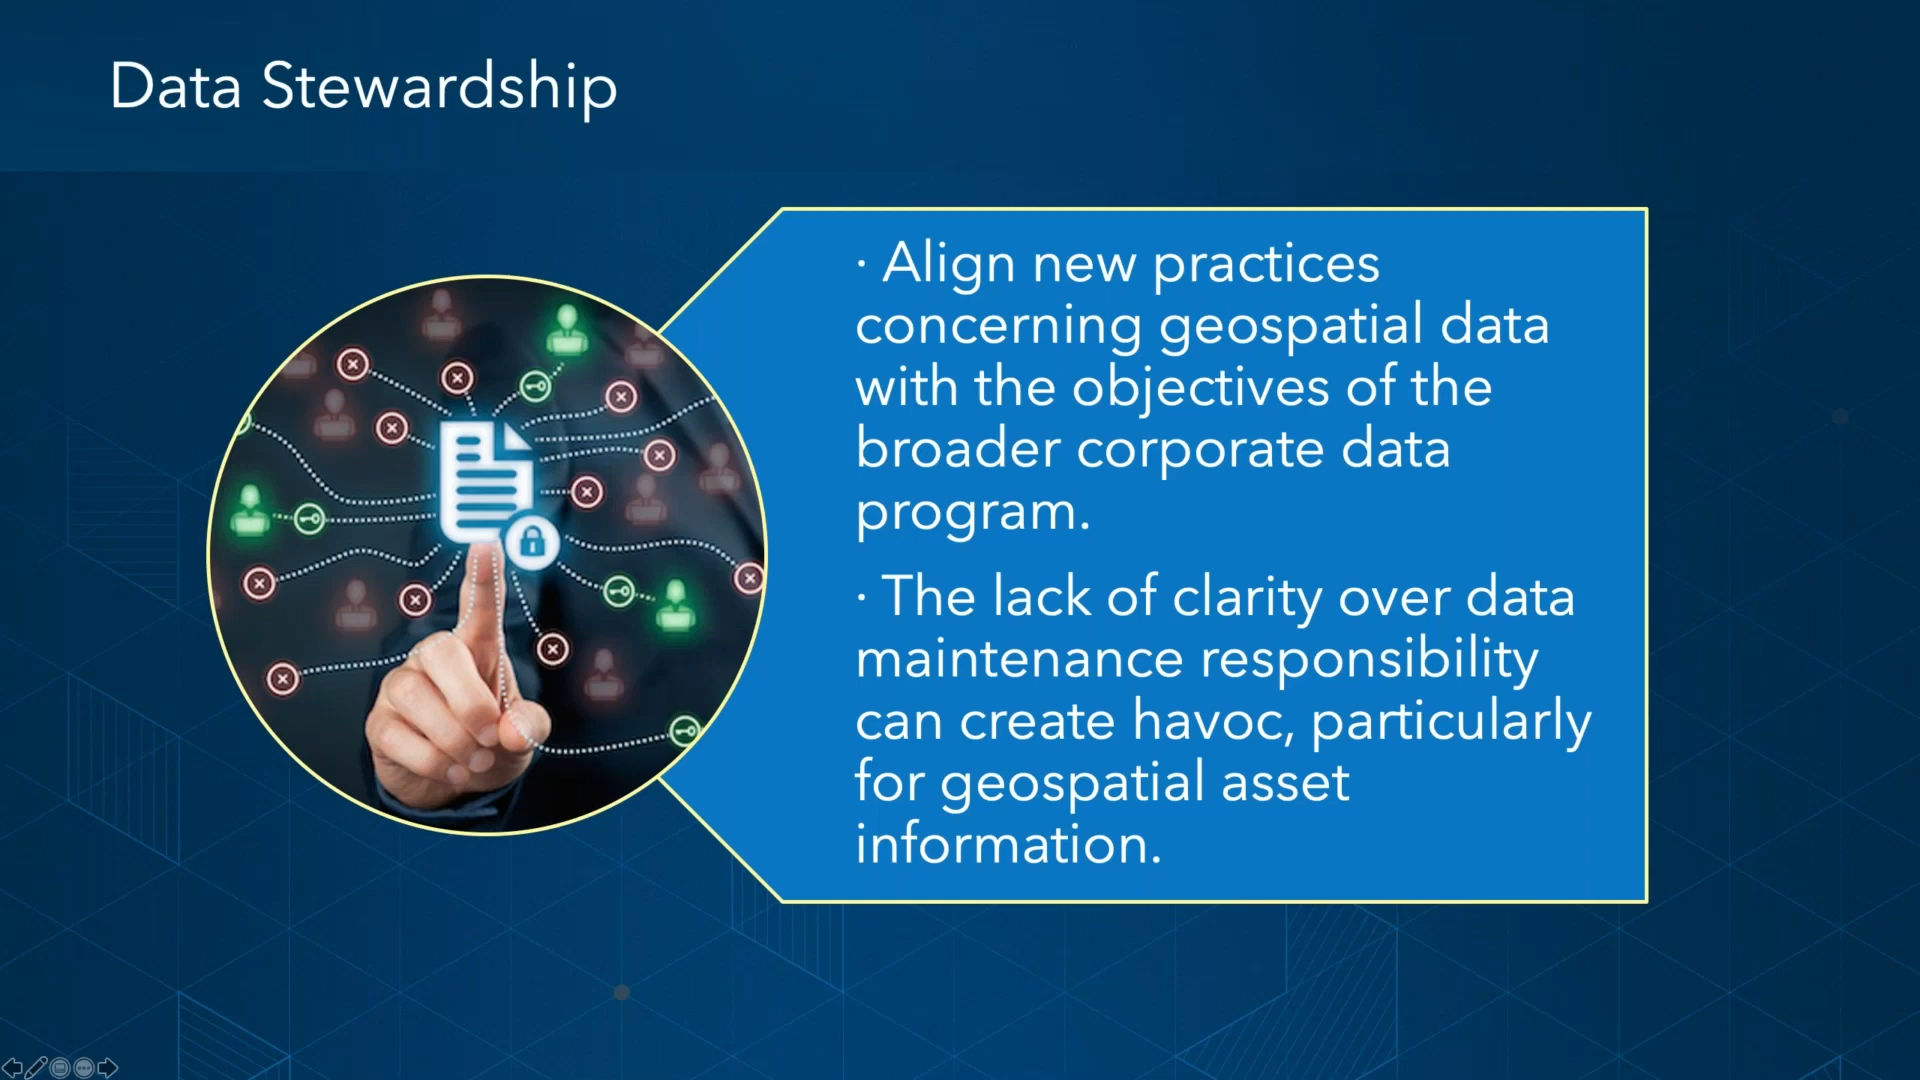 Data Stewardship
· Align new practices
concerning geospatial data
with the objectives of the
broader corporate data
program.
· The lack of clarity over data
maintenance responsibility
can create havoc, particularly
for geospatial asset
information.